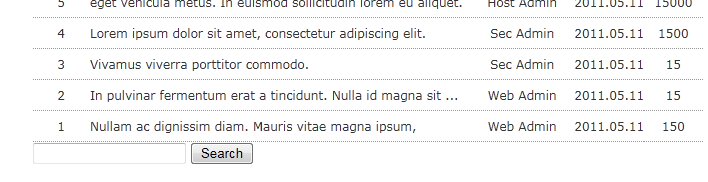 5 eget vehicula metus. In euismod sollicitudin lorem eu aliquet. Host Admin 2011.05.11 15000
4 Lorem ipsum dolor sit amet, consectetur adipiscing elit. Sec Admin 2011.05.11 1500
3 Vivamus viverra porttitor commodo. Sec Admin 2011.05.11 15
2 In pulvinar fermentum erat a tincidunt. Nulla id magna sit ... Web Admin 2011.05.11 15
1 Nullam ac dignissim diam. Mauris vitae magna ipsum, Web Admin 2011.05.11 150
Search